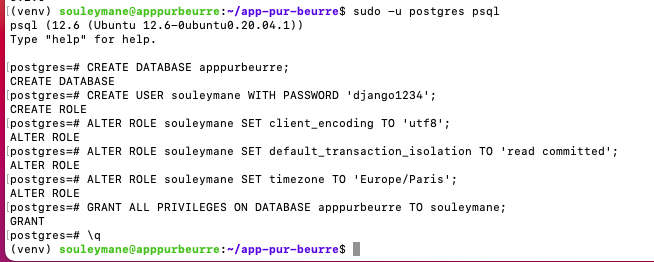 (venv) souleymane@apppurbeurre:~/app-pur-beurre$ sudo -u postgres psql
psql (12.6 (Ubuntu 12.6-0ubuntu0.20.04.1))
Type "help" for help.
[postgres=# CREATE DATABASE apppurbeurre;
CREATE DATABASE
[postgres=# CREATE USER souleymane WITH PASSWORD 'django1234';
CREATE ROLE
[postgres=# ALTER ROLE souleymane SET client_encoding TO 'utf8';
ALTER ROLE
[postgres=# ALTER ROLE souleymane SET default_transaction_isolation TO 'read committed';
ALTER ROLE
[postgres=# ALTER ROLE souleymane SET timezone TO 'Europe/Paris';
ALTER ROLE
[postgres=# GRANT ALL PRIVILEGES ON DATABASE apppurbeurre TO souleymane;
GRANT
[postgres=# \q
(venv) souleymane@apppurbeurre:~/app-pur-beurre$